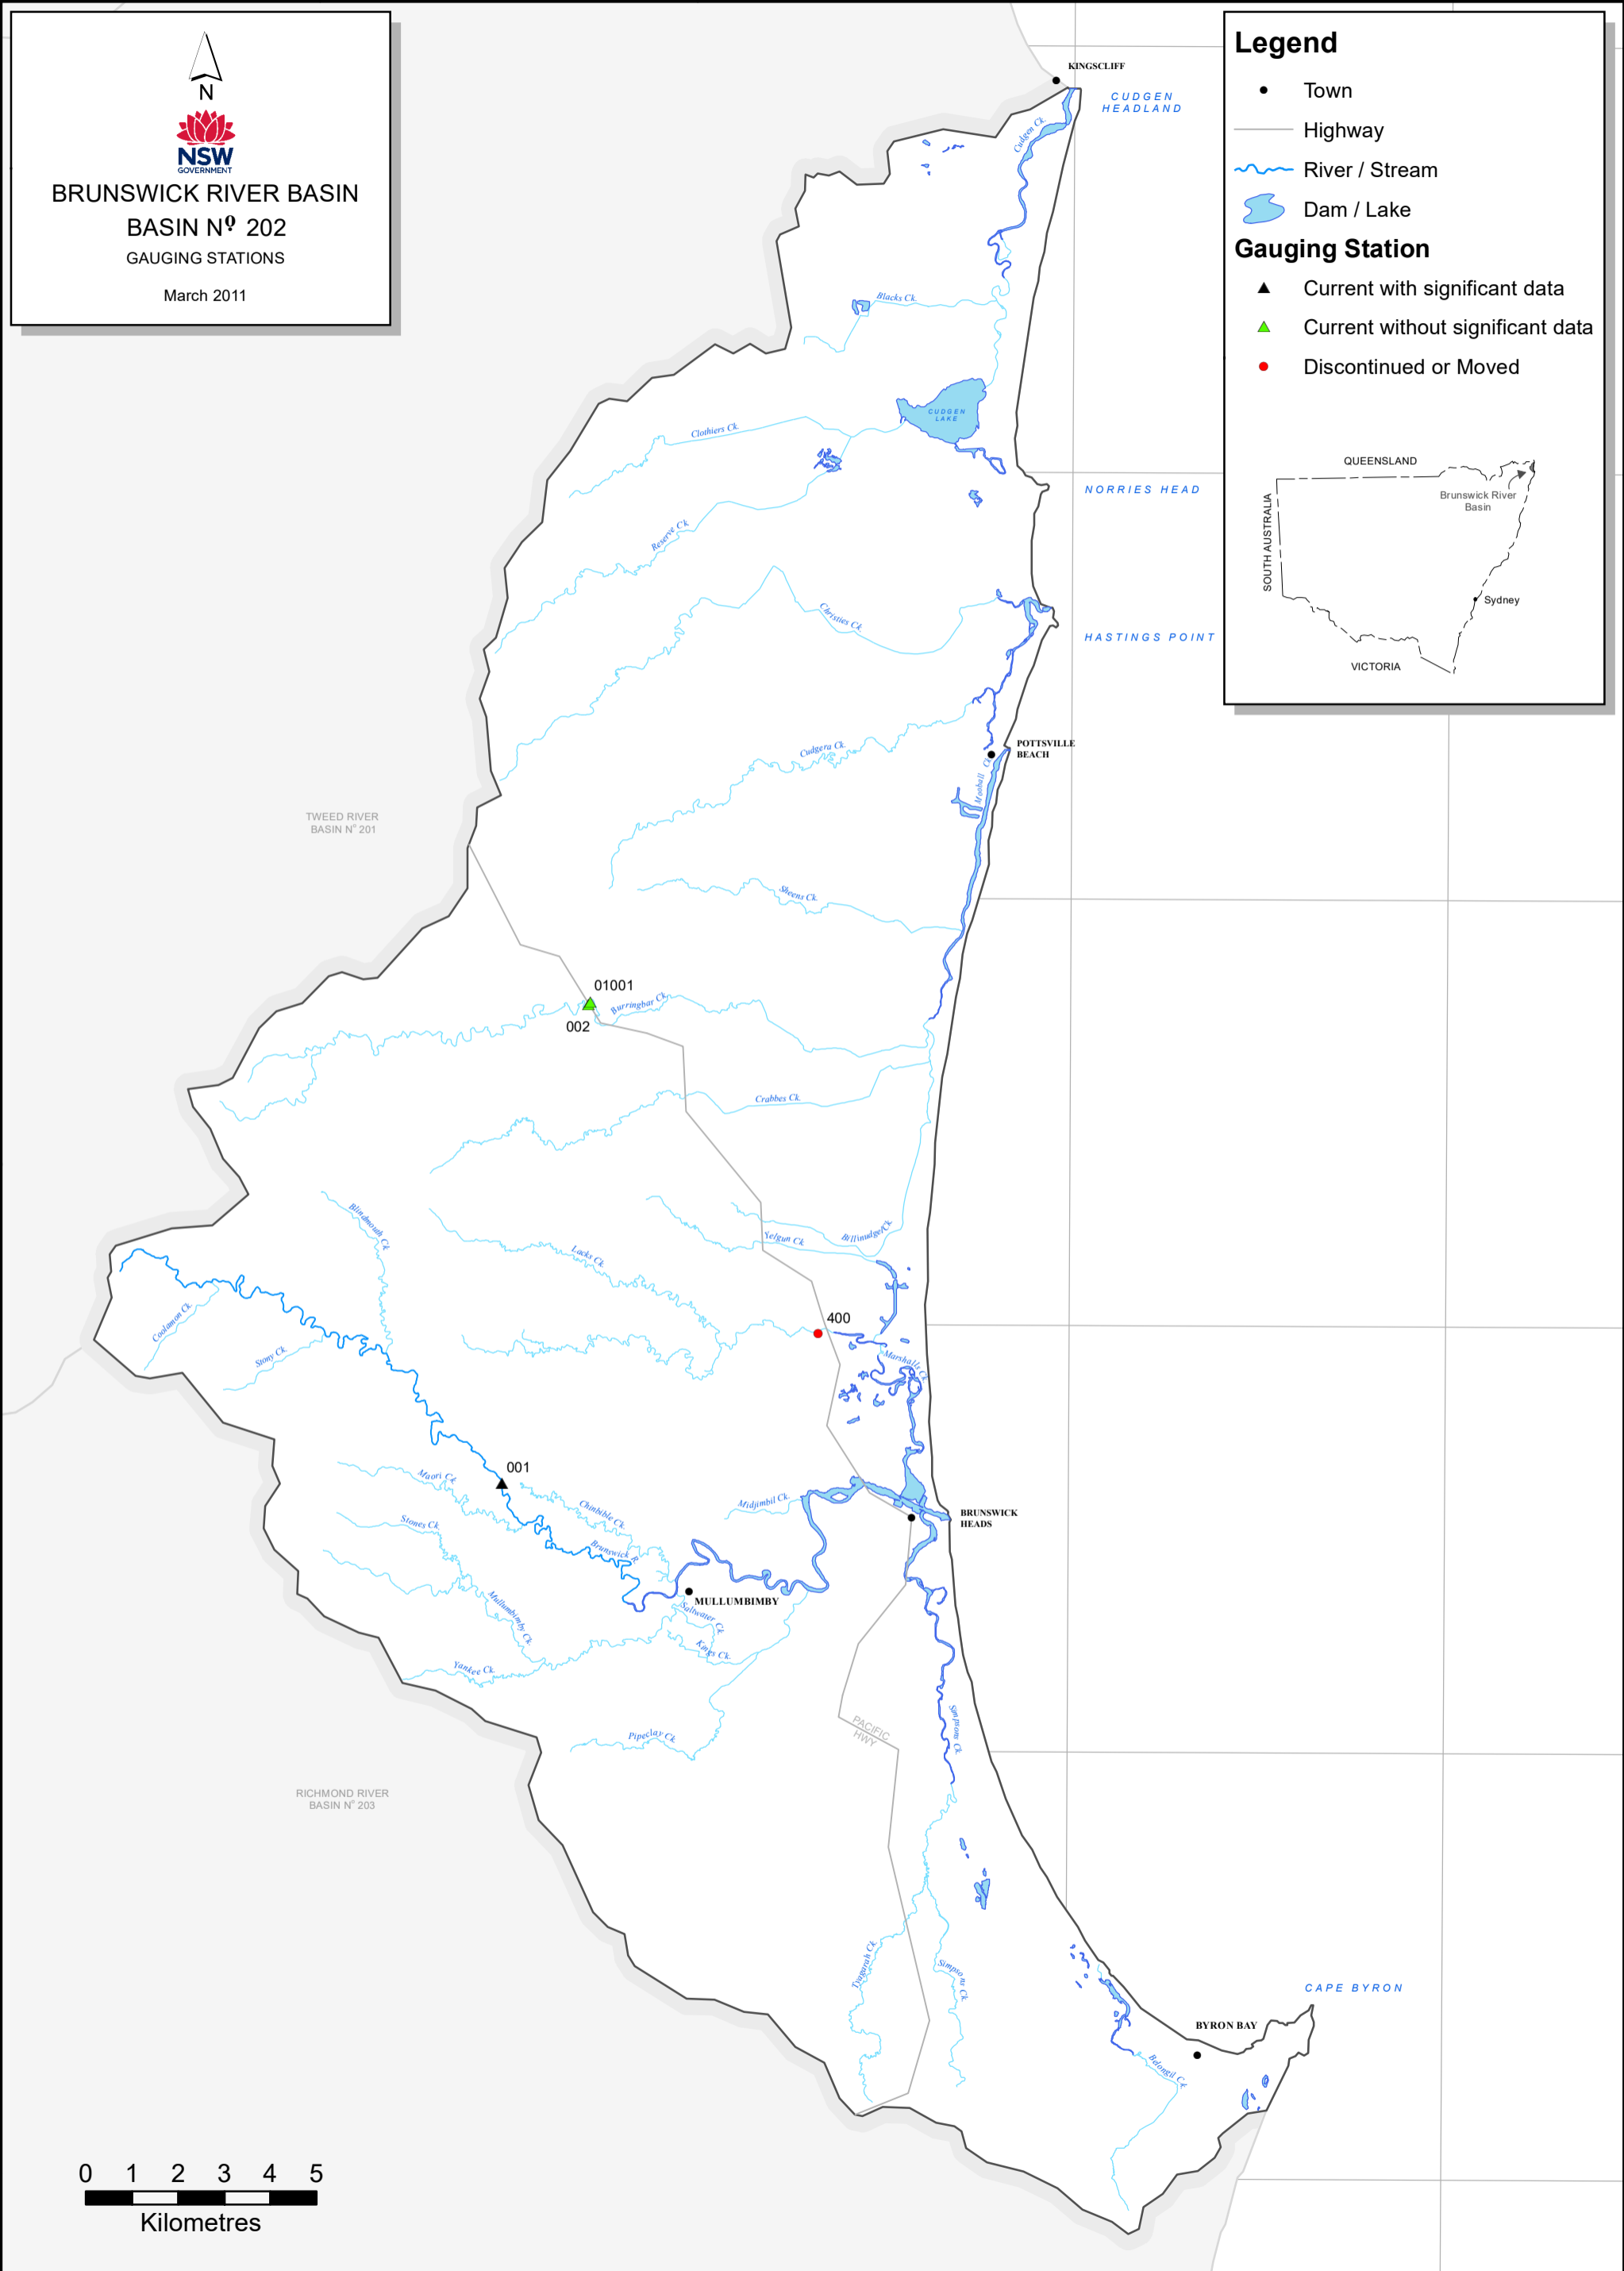 N
NSW
GOVERNMENT
BRUNSWICK RIVER BASIN
BASIN Nº 202
GAUGING STATIONS
March 2011
Legend
Town
Highway
River / Stream
Dam / Lake
Gauging Station
Current with significant data
Current without significant data
Discontinued or Moved
QUEENSLAND
Brunswick River
Basin
SOUTH AUSTRALIA
Sydney
VICTORIA
KINGSCLIFF
CUDGEN
HEADLAND
Cudgen Ck.
Blacks Ck.
CUDGEN
LAKE
Clothiers Ck.
NORRIES HEAD
Reserve Ck.
Christies Ck.
HASTINGS POINT
POTTSVILLE
BEACH
Cudgera Ck.
Mooball Ck.
TWEED RIVER
BASIN Nº 201
Sheens Ck.
01001
Burringbar Ck.
002
Crabbes Ck.
Blindmouth Ck.
Billinudgel Ck.
Yelgun Ck.
Lacks Ck.
Coolamon Ck.
400
Stony Ck.
Marshalls Ck.
001
Maori Ck.
Chinbible Ck.
Midjimbil Ck.
BRUNSWICK
HEADS
Stones Ck.
Brunswick R.
MULLUMBIMBY
Mullumbimby Ck.
Saltwater Ck.
Kings Ck.
Yankee Ck.
Simpsons Ck.
PACIFIC
HWY
Pipeclay Ck.
RICHMOND RIVER
BASIN Nº 203
Tyagarah Ck.
Simpsons Ck.
CAPE BYRON
BYRON BAY
Belongil Ck.
0 1 2 3 4 5
Kilometres